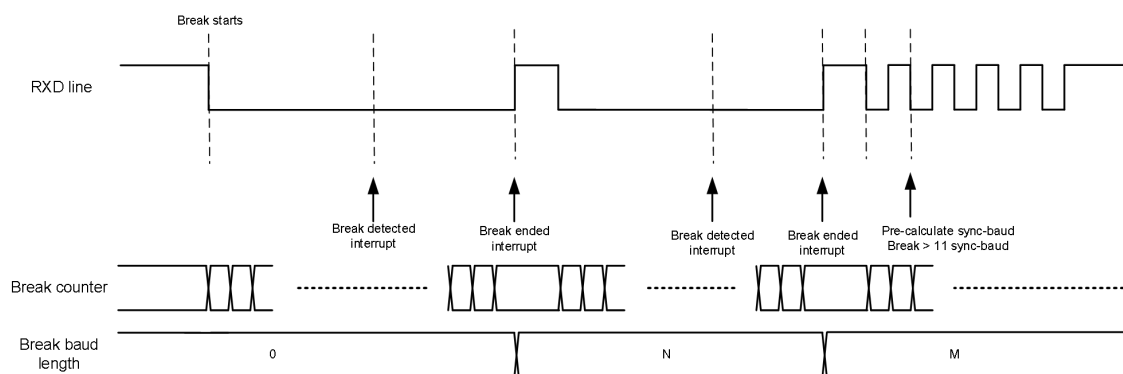 Break starts
RXD line
Break detected
interrupt
Break ended
interrupt
Break detected
interrupt
Break ended
interrupt
Pre-calculate sync-baud
Break > 11 sync-baud
Break counter
Break baud
length
0
N
M